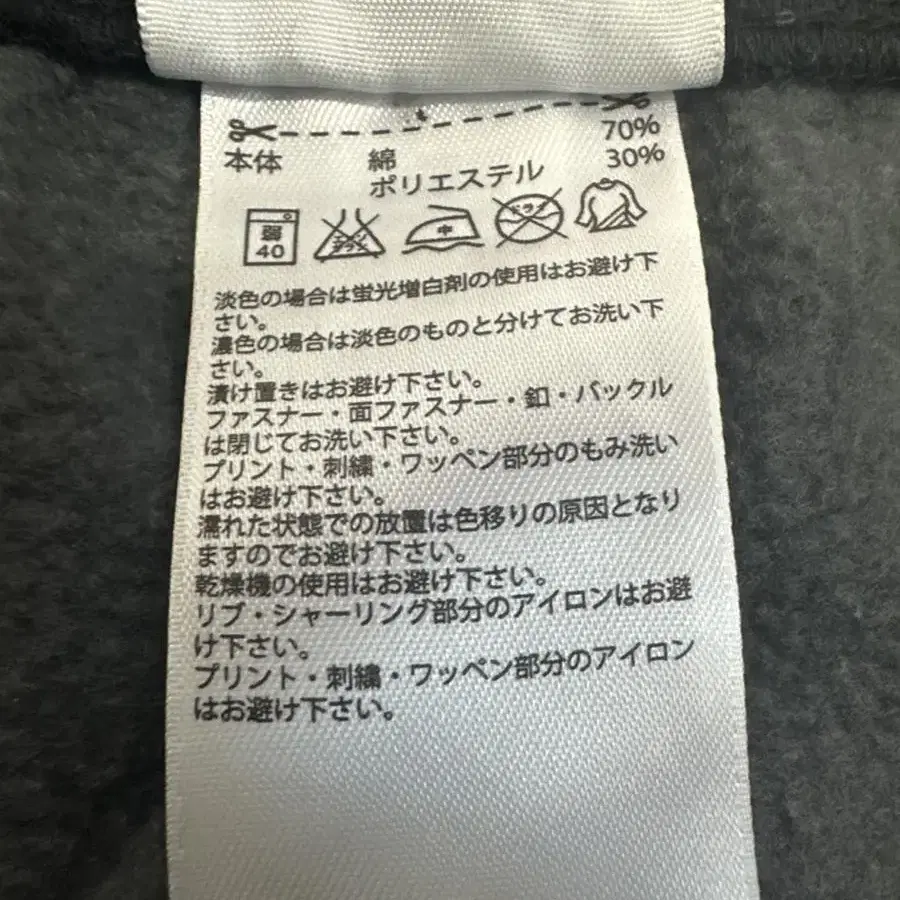 70%
本体 綿 30%
ポリエステル
弱 40 エンソサラシ 中 ドライ
淡色の場合は蛍光増白剤の使用はお避け下
さい。
濃色の場合は淡色のものと分けてお洗い下
さい。
漬け置きはお避け下さい。
ファスナー・面ファスナー・釦・バックル
は閉じてお洗い下さい。
プリント・刺繍・ワッペン部分のもみ洗い
はお避け下さい。
濡れた状態での放置は色移りの原因となり
ますのでお避け下さい。
乾燥機の使用はお避け下さい。
リブ・シャーリング部分のアイロンはお避
け下さい。
プリント・刺繍・ワッペン部分のアイロン
はお避け下さい。